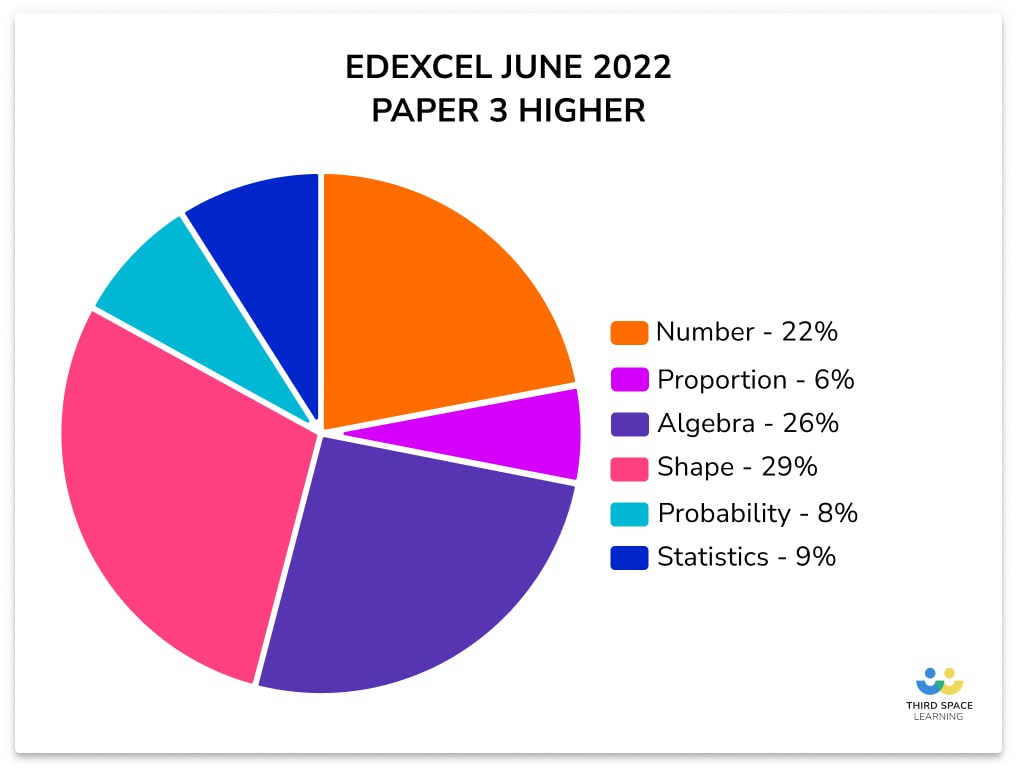 EDEXCEL JUNE 2022
PAPER 3 HIGHER
Number - 22%
Proportion - 6%
Algebra - 26%
Shape - 29%
Probability - 8%
Statistics - 9%
THIRD SPACE
LEARNING